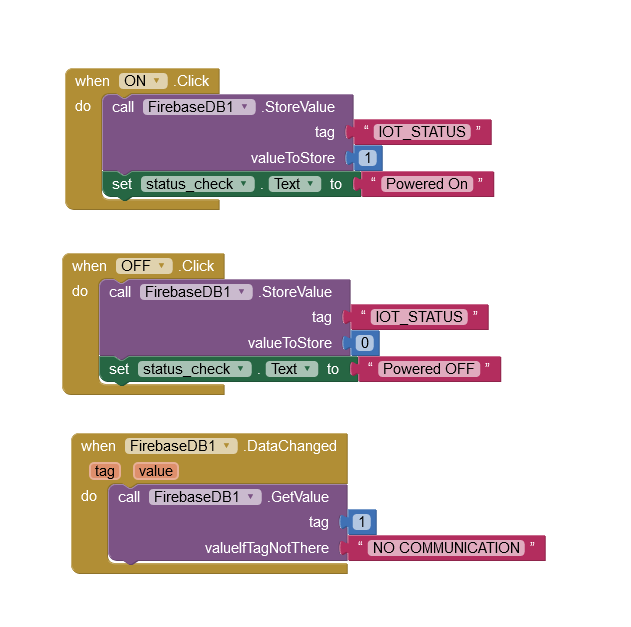 when ON .Click
do call FirebaseDB1 .StoreValue
tag “ IOT_STATUS ”
valueToStore 1
set status_check . Text to “ Powered On ”
when OFF .Click
do call FirebaseDB1 .StoreValue
tag “ IOT_STATUS ”
valueToStore 0
set status_check . Text to “ Powered OFF ”
when FirebaseDB1 .DataChanged
tag value
do call FirebaseDB1 .GetValue
tag 1
valueIfTagNotThere “ NO COMMUNICATION ”